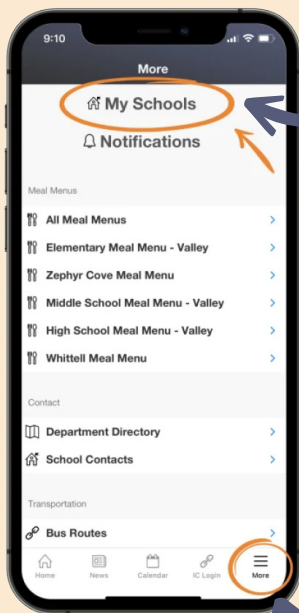 9:10
More
My Schools
Notifications
Meal Menus
All Meal Menus
Elementary Meal Menu - Valley
Zephyr Cove Meal Menu
Middle School Meal Menu - Valley
High School Meal Menu - Valley
Whittell Meal Menu
Contact
Department Directory
School Contacts
Transportation
Bus Routes
Home News Calendar IC Login More